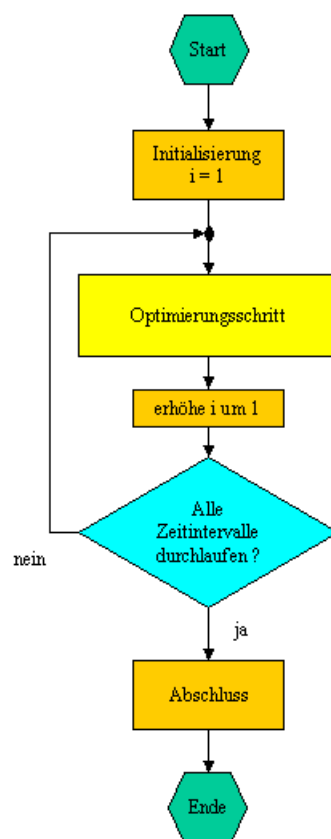 Start
Initialisierung
i = 1
Optimierungsschritt
erhöhe i um 1
Alle
Zeitintervalle
durchlaufen ?
nein
ja
Abschluss
Ende